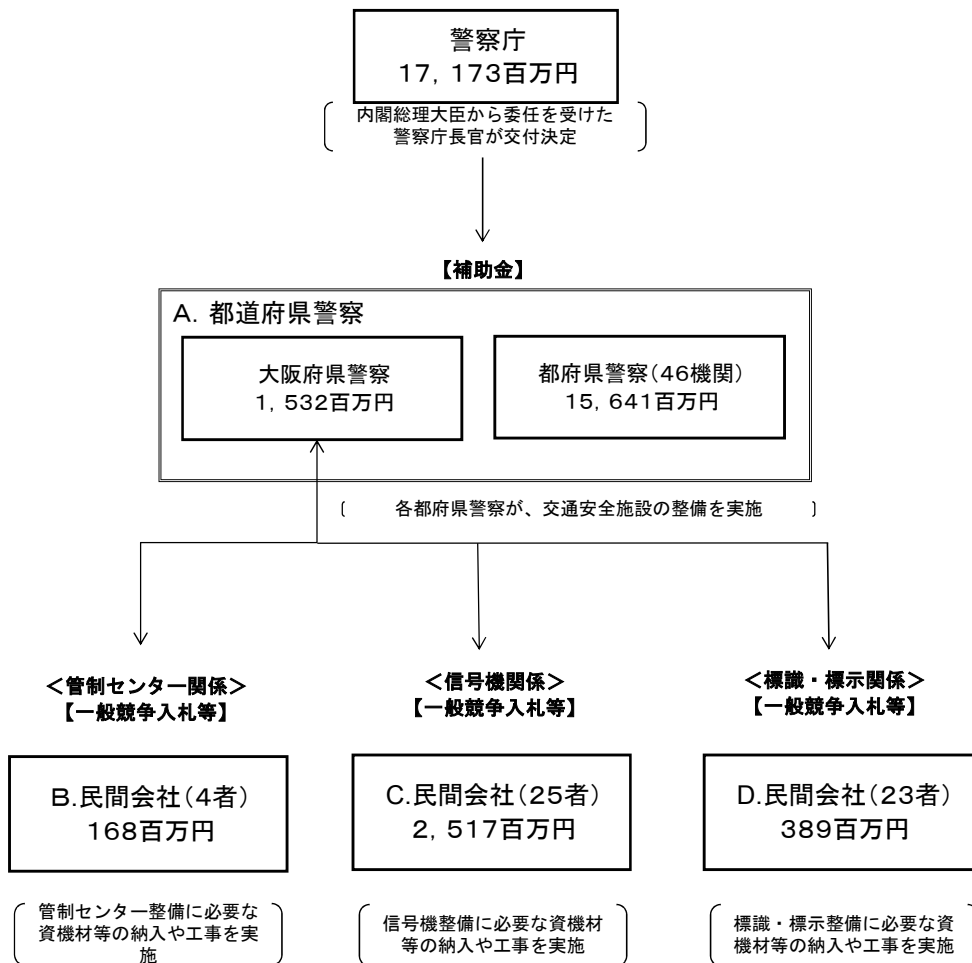 警察庁
17,173百万円
内閣総理大臣から委任を受けた
警察庁長官が交付決定
【補助金】
A.都道府県警察
大阪府県警察
1,532百万円
都府県警察(46機関)
15,641百万円
各都府県警察が、交通安全施設の整備を実施
<管制センター関係>
【一般競争入札等】
<信号機関係>
【一般競争入札等】
<標識・標示関係>
【一般競争入札等】
B.民間会社(4者)
168百万円
C.民間会社(25者)
2,517百万円
D.民間会社(23者)
389百万円
管制センター整備に必要な
資機材等の納入や工事を実
施
信号機整備に必要な資機材
等の納入や工事を実施
標識・標示整備に必要な資
機材等の納入や工事を実施